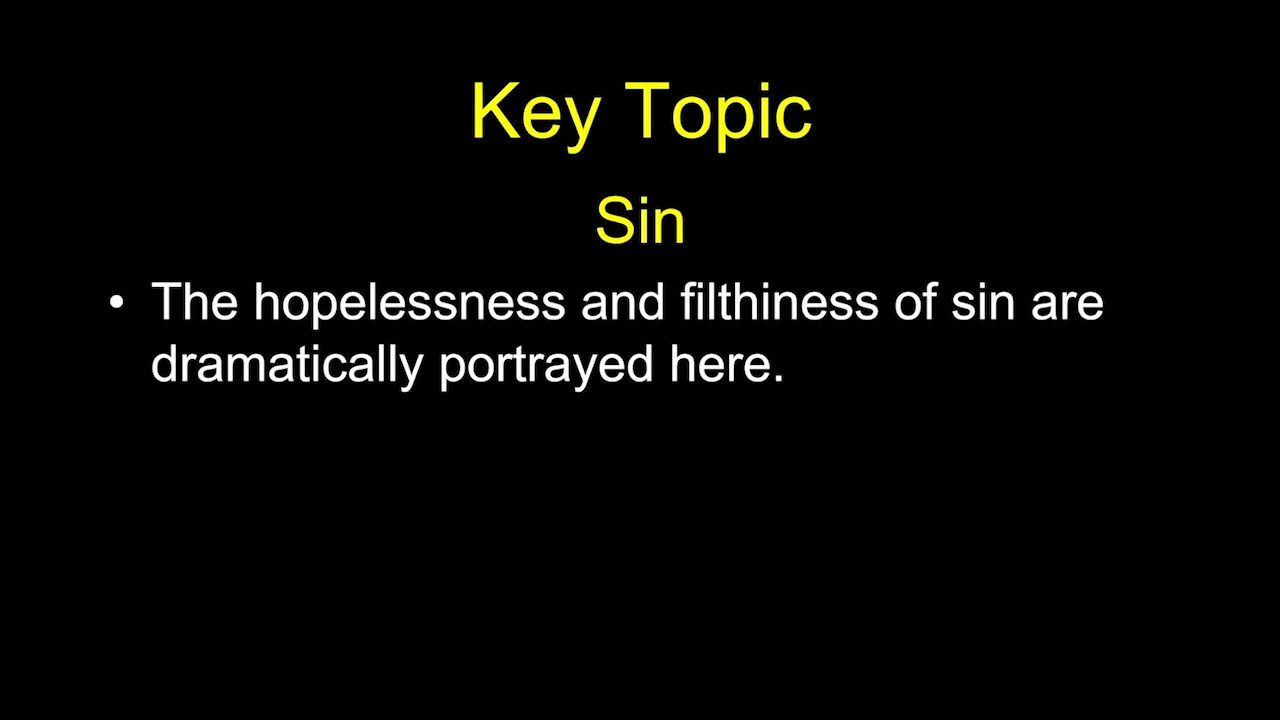 Key Topic
Sin
• The hopelessness and filthiness of sin are
dramatically portrayed here.